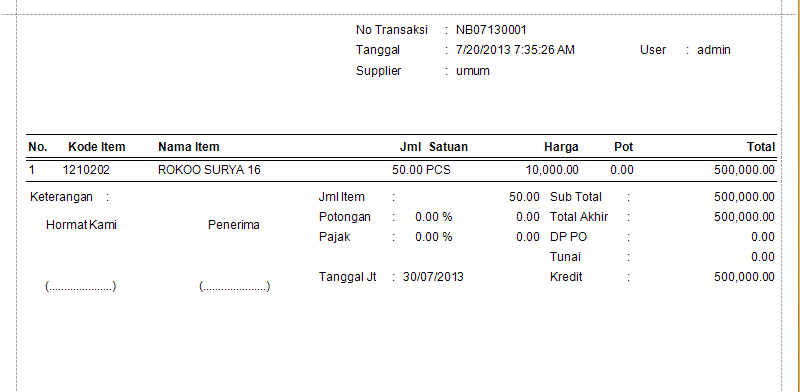 No Transaksi : NB07130001
Tanggal : 7/20/2013 7:35:26 AM User : admin
Supplier : umum
No. Kode Item Nama Item Jml Satuan Harga Pot Total
1 1210202 ROKOO SURYA 16 50.00 PCS 10,000.00 0.00 500,000.00
Keterangan : Jml Item : 50.00 Sub Total : 500,000.00
Hormat Kami Penerima Potongan : 0.00 % 0.00 Total Akhir : 500,000.00
Pajak : 0.00 % 0.00 DP PO : 0.00
Tunai : 0.00
(.....................) (.....................) Tanggal Jt : 30/07/2013 Kredit : 500,000.00